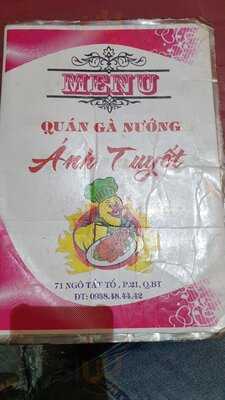 MENU
QUÁN GÀ NƯỚNG
Ánh Tuyết
71 NGÔ TẤT TỐ, P.21, Q.BT
ĐT: 0938.48.44.42